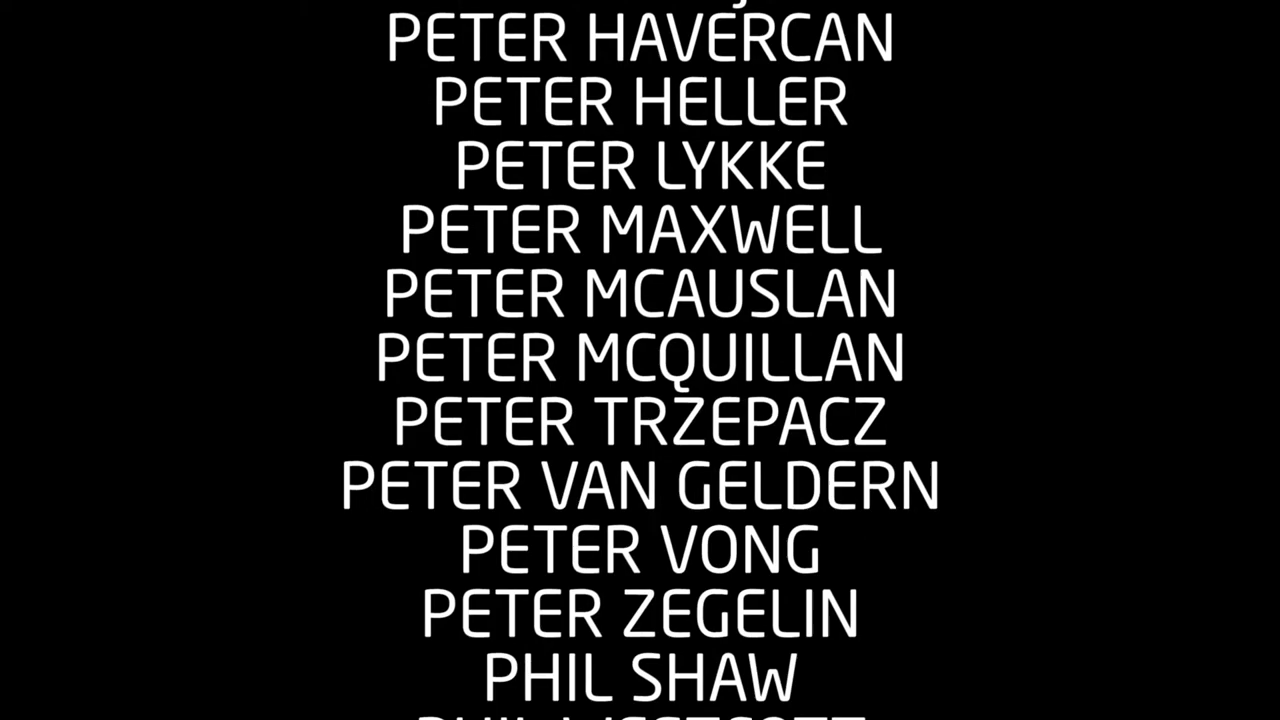 PETER HAVERCAN
PETER HELLER
PETER LYKKE
PETER MAXWELL
PETER MCAUSLAN
PETER MCQUILLAN
PETER TRZEPACZ
PETER VAN GELDERN
PETER VONG
PETER ZEGELIN
PHIL SHAW